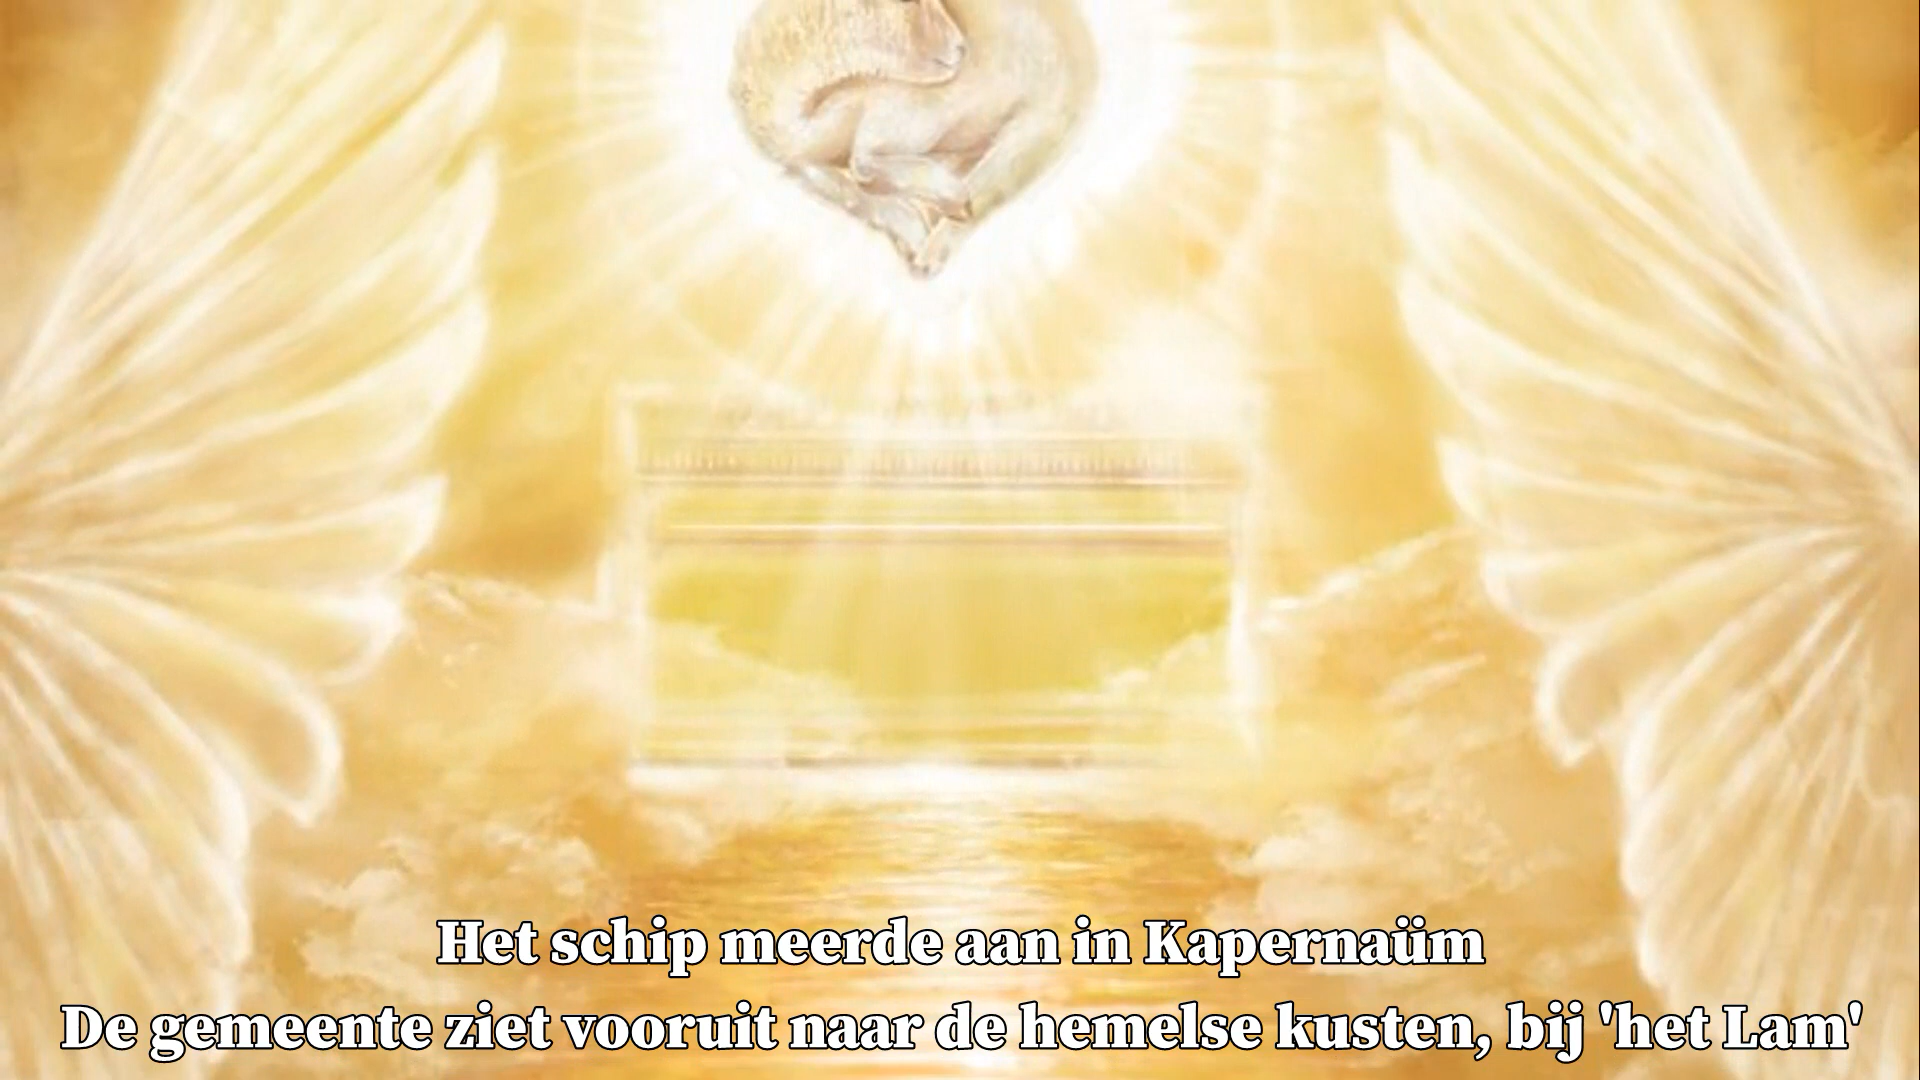 Het schip meerde aan in Kapernaüm
De gemeente ziet vooruit naar de hemelse kusten, bij 'het Lam'